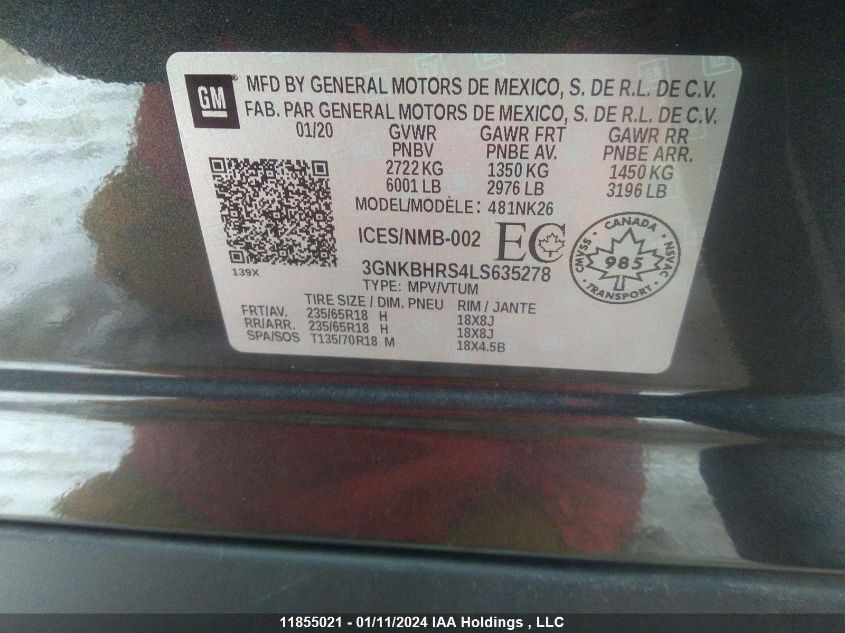 GM
MFD BY GENERAL MOTORS DE MEXICO, S. DE R.L. DE C.V.
FAB. PAR GENERAL MOTORS DE MEXICO, S. DE R.L. DE C.V.
01/20 GVWR GAWR FRT GAWR RR
PNBV PNBE AV. PNBE ARR.
2722 KG 1350 KG 1450 KG
6001 LB 2976 LB 3196 LB
MODEL/MODÈLE: 481NK26
ICES/NMB-002 EC
CANADA
CMVSS 985 NSVAC
TRANSPORT
139X
3GNKBHRS4LS635278
TYPE: MPV/VTUM
TIRE SIZE / DIM. PNEU RIM / JANTE
FRT/AV. 235/65R18 H 18X8J
RR/ARR. 235/65R18 H 18X8J
SPA/SOS T135/70R18 M 18X4.5B
11855021 - 01/11/2024 IAA Holdings , LLC